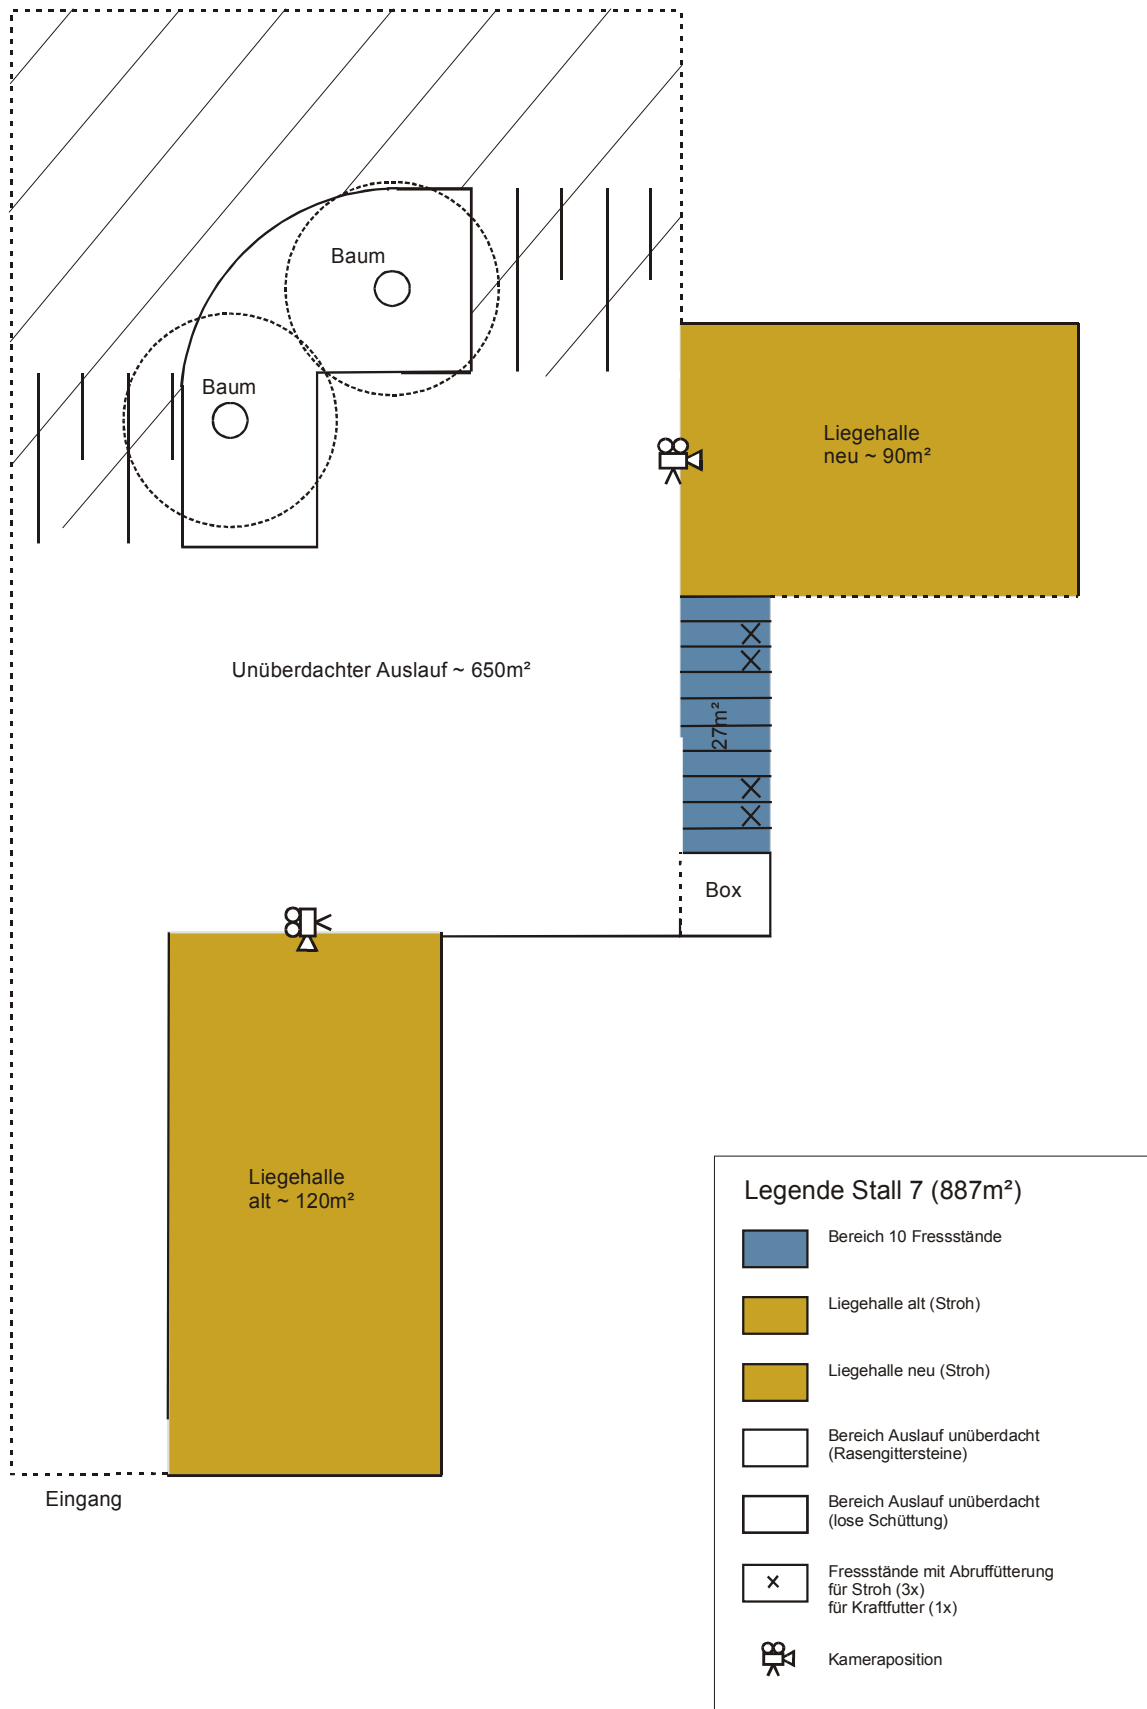 Baum
Baum
Liegehalle
neu ~ 90m²
Unüberdachter Auslauf ~ 650m²
27m²
Box
Liegehalle
alt ~ 120m²
Eingang
Legende Stall 7 (887m²)
Bereich 10 Fressstände
Liegehalle alt (Stroh)
Liegehalle neu (Stroh)
Bereich Auslauf unüberdacht
(Rasengittersteine)
Bereich Auslauf unüberdacht
(lose Schüttung)
Fressstände mit Abruffütterung
für Stroh (3x)
für Kraftfutter (1x)
Kameraposition